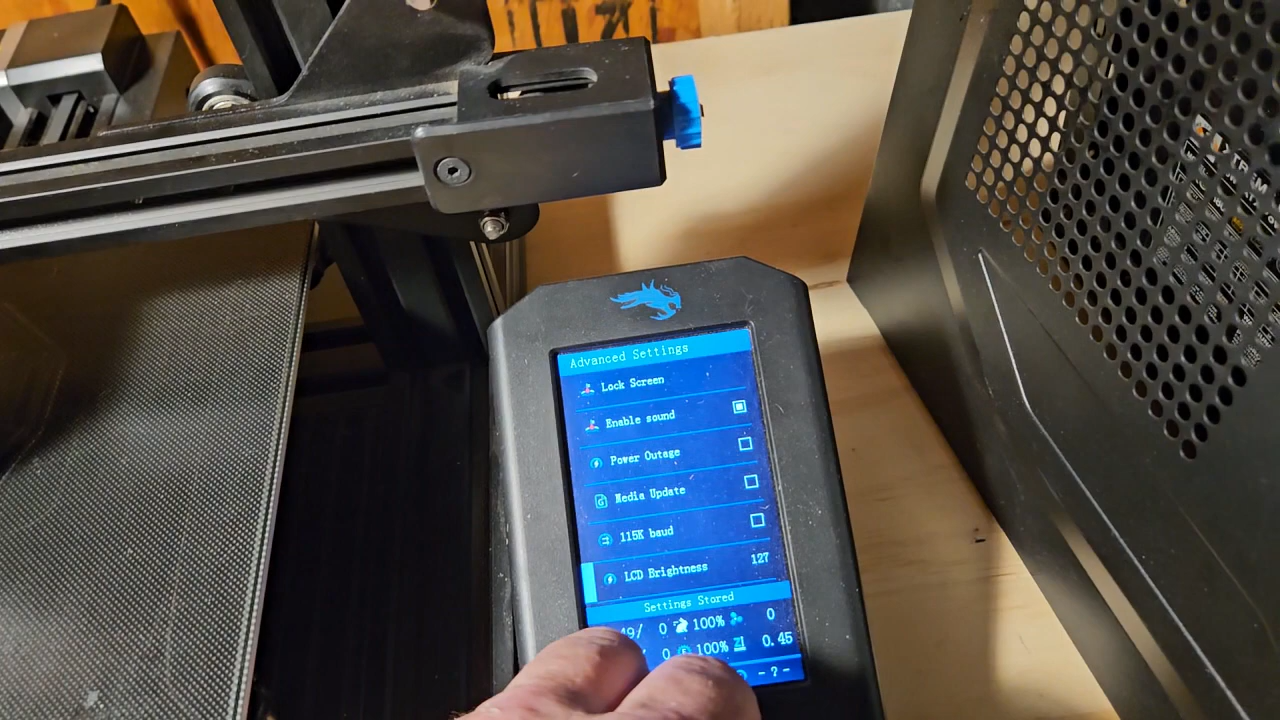 Advanced Settings
Lock Screen
Enable sound
Power Outage
Media Update
115K baud
LCD Brightness 127
Settings Stored
49/ 0 100% 0
0 100% 0.45
-?-